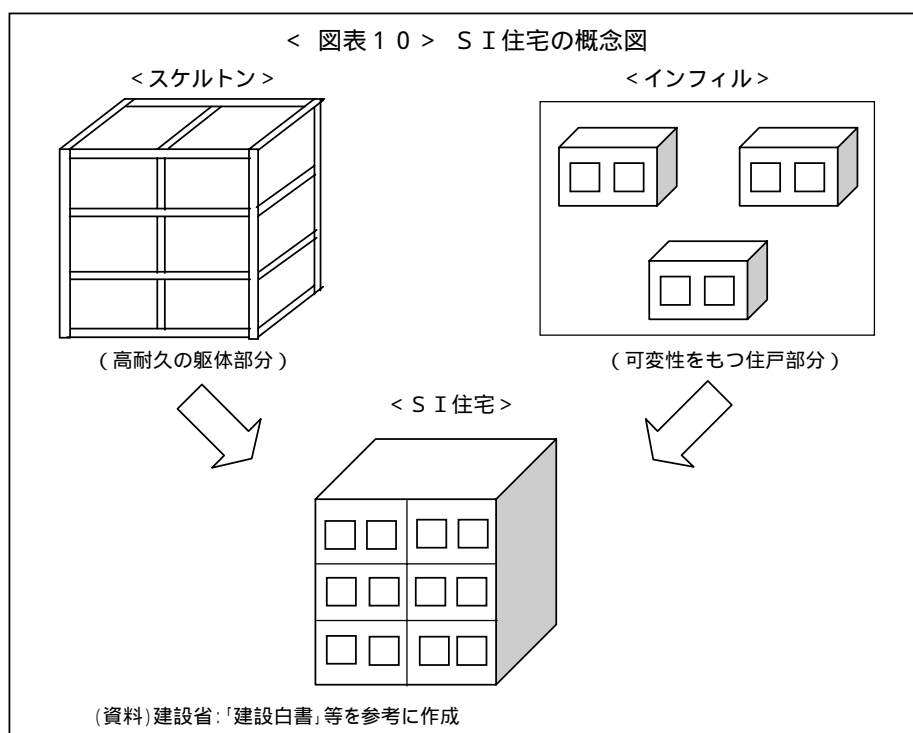 < 図表１０> ＳＩ住宅の概念図
<スケルトン>
<インフィル>
(高耐久の躯体部分)
(可変性をもつ住戸部分)
<ＳＩ住宅>
(資料)建設省:「建設白書」等を参考に作成